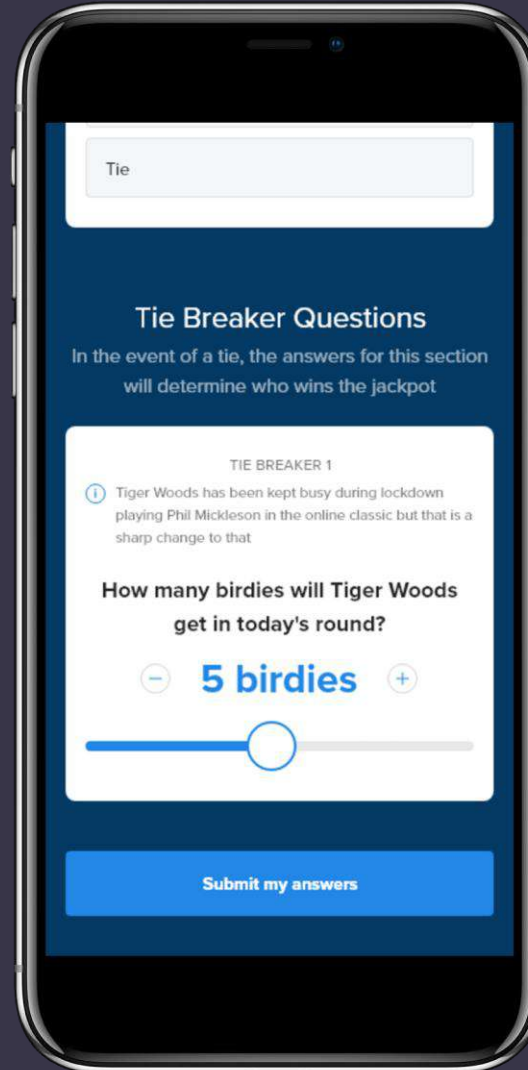 Tie
Tie Breaker Questions
In the event of a tie, the answers for this section
will determine who wins the jackpot
TIE BREAKER 1
Tiger Woods has been kept busy during lockdown
playing Phil Mickleson in the online classic but that is a
sharp change to that
How many birdies will Tiger Woods
get in today's round?
5 birdies
Submit my answers